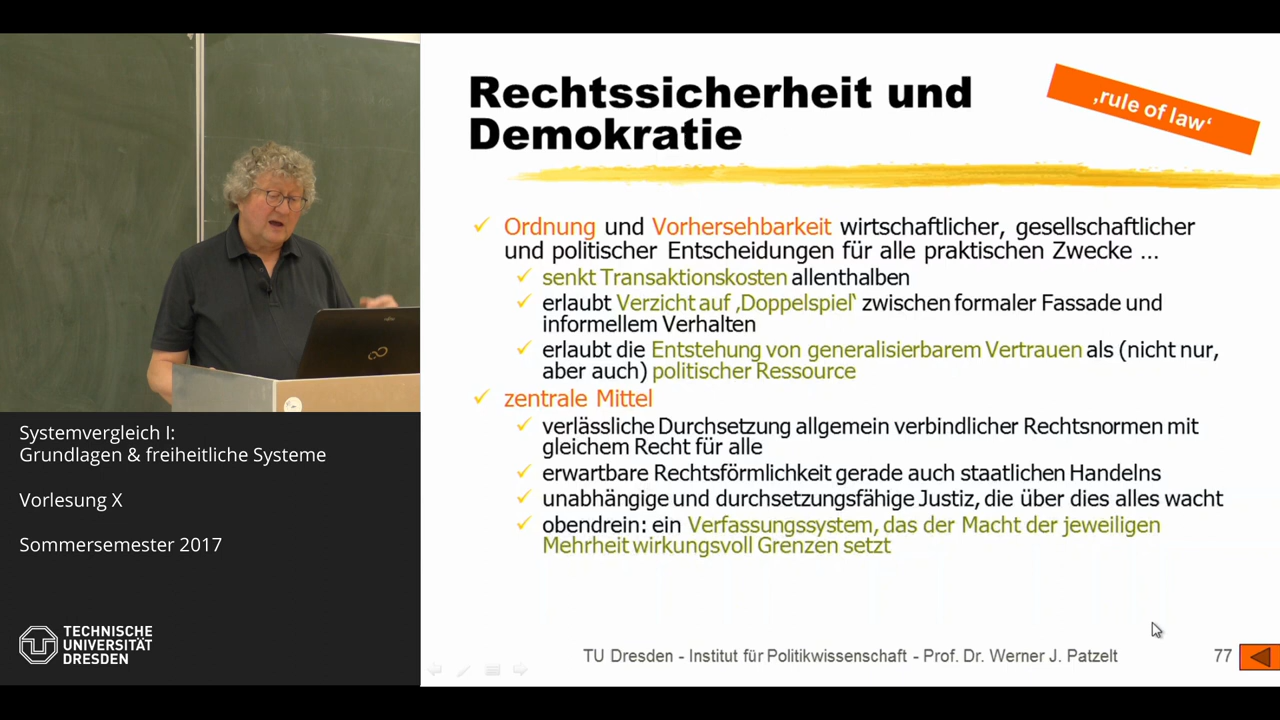 Rechtssicherheit und
Demokratie
‚rule of law‘
Ordnung und Vorhersehbarkeit wirtschaftlicher, gesellschaftlicher
und politischer Entscheidungen für alle praktischen Zwecke ...
senkt Transaktionskosten allenthalben
erlaubt Verzicht auf ‚Doppelspiel‘ zwischen formaler Fassade und
informellem Verhalten
erlaubt die Entstehung von generalisierbarem Vertrauen als (nicht nur,
aber auch) politischer Ressource
zentrale Mittel
verlässliche Durchsetzung allgemein verbindlicher Rechtsnormen mit
gleichem Recht für alle
erwartbare Rechtsförmlichkeit gerade auch staatlichen Handelns
unabhängige und durchsetzungsfähige Justiz, die über dies alles wacht
obendrein: ein Verfassungssystem, das der Macht der jeweiligen
Mehrheit wirkungsvoll Grenzen setzt
TU Dresden - Institut für Politikwissenschaft - Prof. Dr. Werner J. Patzelt
77
Systemvergleich I:
Grundlagen & freiheitliche Systeme
Vorlesung X
Sommersemester 2017
TECHNISCHE
UNIVERSITÄT
DRESDEN